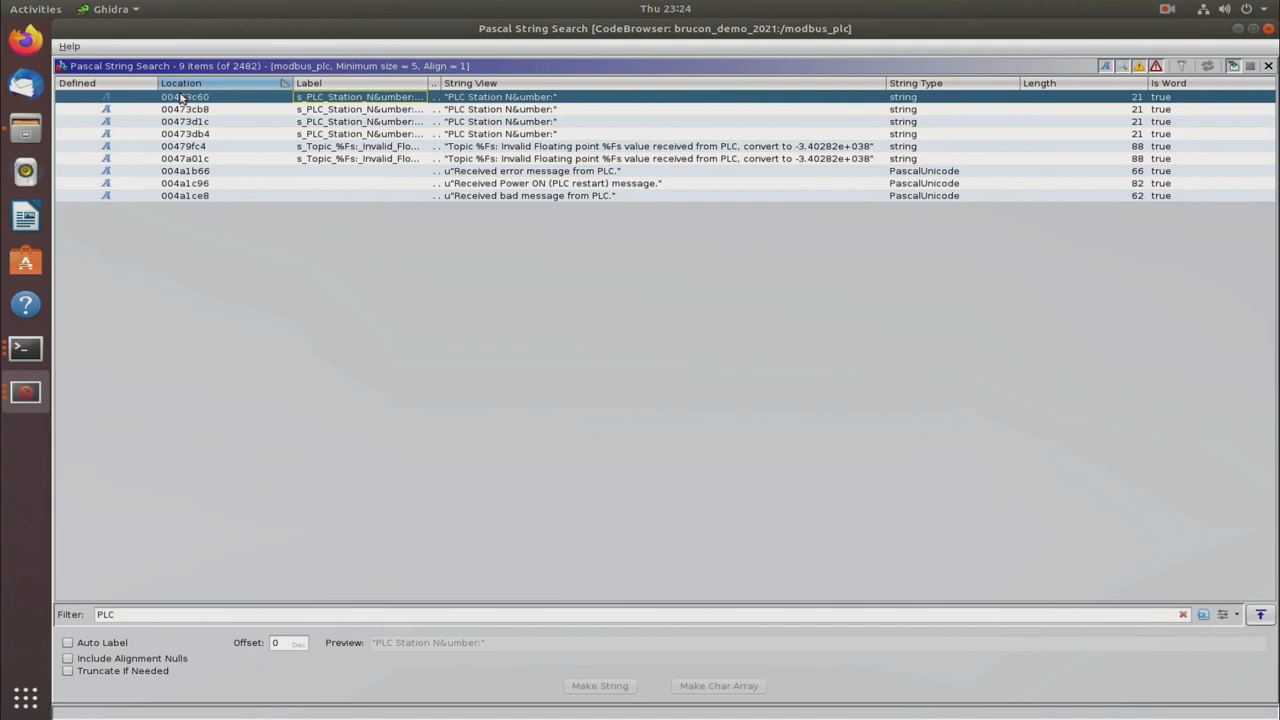 Activities Ghidra Thu 23:24
Pascal String Search [CodeBrowser: brucon_demo_2021:/modbus_plc]
Help
Pascal String Search - 9 items (of 2482) - [modbus_plc, Minimum size = 5, Align = 1]
Defined Location Label .. String View String Type Length Is Word
00473c60 s_PLC_Station_N&umber:... .. "PLC Station N&umber:" string 21 true
00473cb8 s_PLC_Station_N&umber:... .. "PLC Station N&umber:" string 21 true
00473d1c s_PLC_Station_N&umber:... .. "PLC Station N&umber:" string 21 true
00473db4 s_PLC_Station_N&umber:... .. "PLC Station N&umber:" string 21 true
00479fc4 s_Topic_%Fs:_Invalid_Flo... .. "Topic %Fs: Invalid Floating point %Fs value received from PLC, convert to -3.40282e+038" string 88 true
0047a01c s_Topic_%Fs:_Invalid_Flo... .. "Topic %Fs: Invalid Floating point %Fs value received from PLC, convert to -3.40282e+038" string 88 true
004a1b66 .. u"Received error message from PLC." PascalUnicode 66 true
004a1c96 .. u"Received Power ON (PLC restart) message." PascalUnicode 82 true
004a1ce8 .. u"Received bad message from PLC." PascalUnicode 62 true
Filter: PLC
Auto Label Offset: 0 Dec Preview: "PLC Station N&umber:"
Include Alignment Nulls
Truncate If Needed
Make String Make Char Array